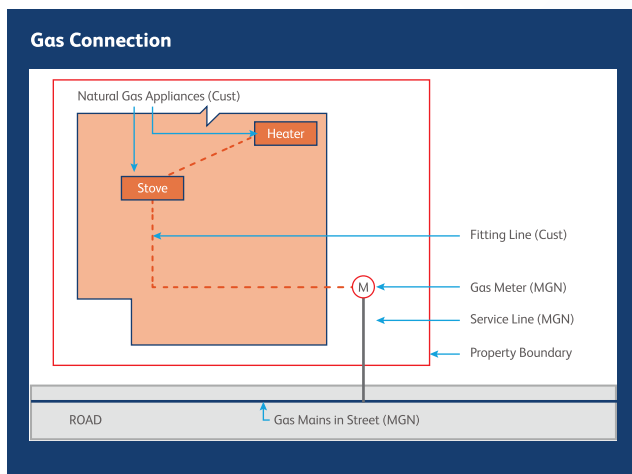 Gas Connection
Natural Gas Appliances (Cust)
Heater
Stove
Fitting Line (Cust)
M
Gas Meter (MGN)
Service Line (MGN)
Property Boundary
ROAD
Gas Mains in Street (MGN)